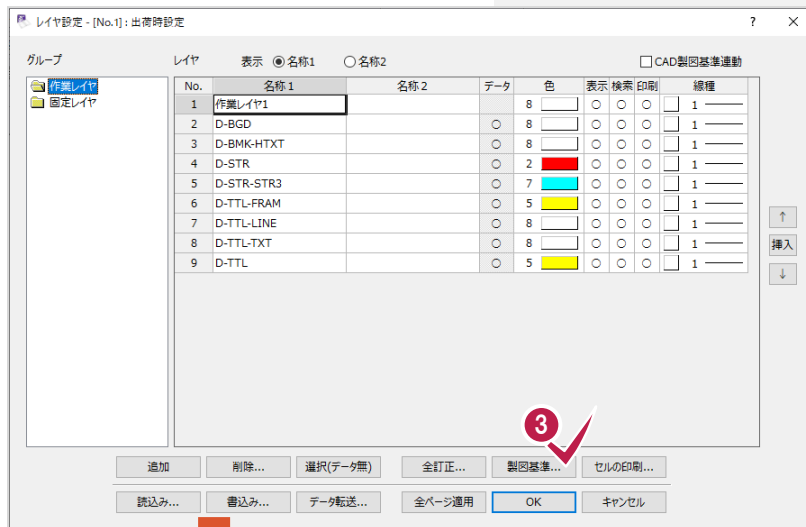 レイヤ設定 - [No.1] : 出荷時設定 ? ×
グループ レイヤ 表示 名称1 名称2 CAD製図基準連動
作業レイヤ
固定レイヤ
No. 名称1 名称2 データ 色 表示 検索 印刷 線種
1 作業レイヤ1 8 ○ ○ ○ 1
2 D-BGD ○ 8 ○ ○ ○ 1
3 D-BMK-HTXT ○ 8 ○ ○ ○ 1
4 D-STR ○ 2 ○ ○ ○ 1
5 D-STR-STR3 ○ 7 ○ ○ ○ 1
6 D-TTL-FRAM ○ 5 ○ ○ ○ 1
7 D-TTL-LINE ○ 8 ○ ○ ○ 1
8 D-TTL-TXT ○ 8 ○ ○ ○ 1
9 D-TTL ○ 5 ○ ○ ○ 1
↑
挿入
↓
3
追加 削除... 選択(データ無) 全訂正... 製図基準... セルの印刷...
読込み... 書込み... データ転送... 全ページ適用 OK キャンセル